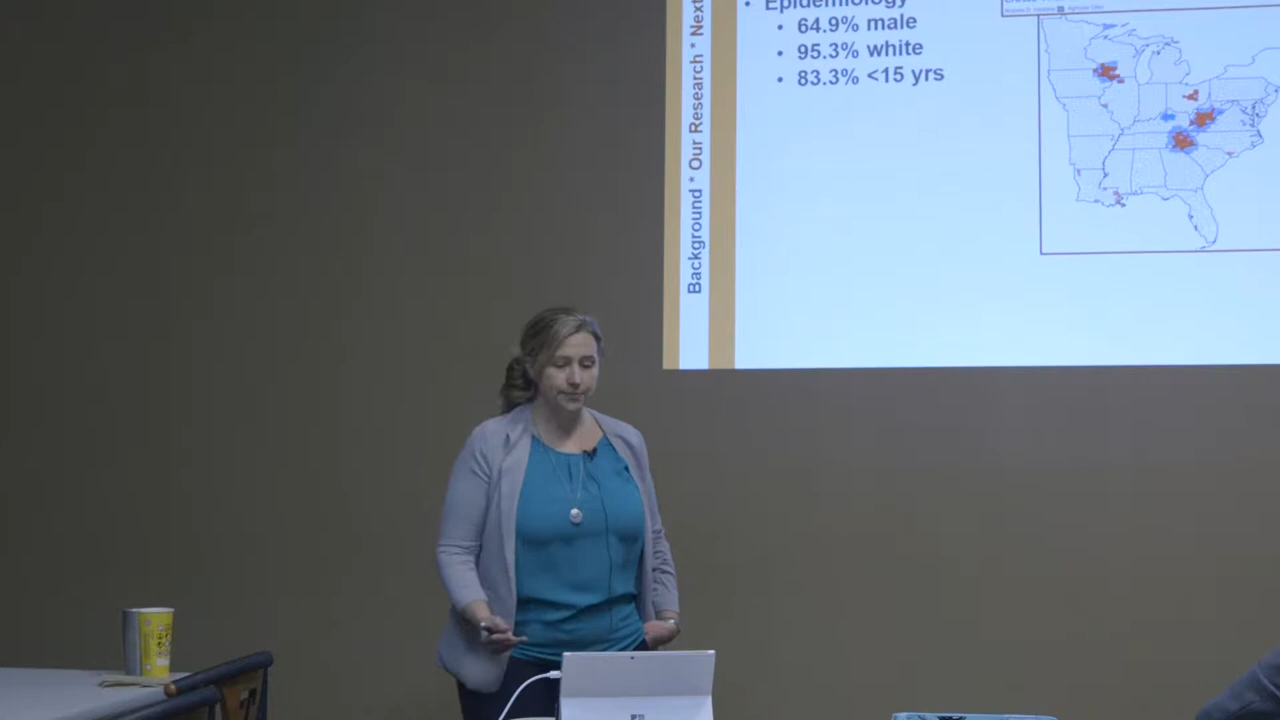 • Epidemiology
• 64.9% male
• 95.3% white
• 83.3% <15 yrs
Background * Our Research * Next